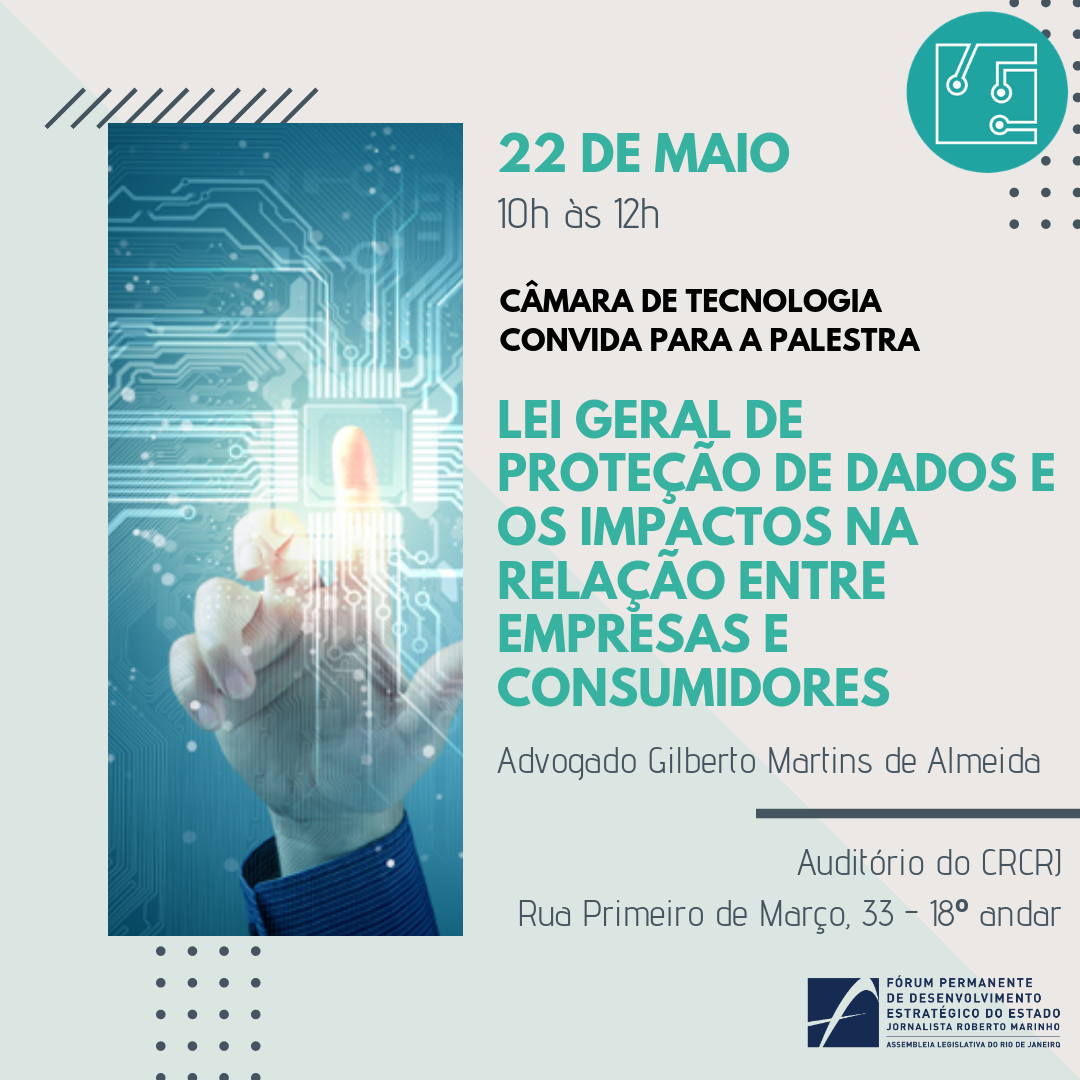 22 DE MAIO
10h às 12h
CÂMARA DE TECNOLOGIA
CONVIDA PARA A PALESTRA
LEI GERAL DE
PROTEÇÃO DE DADOS E
OS IMPACTOS NA
RELAÇÃO ENTRE
EMPRESAS E
CONSUMIDORES
Advogado Gilberto Martins de Almeida
Auditório do CRCRJ
Rua Primeiro de Março, 33 - 18º andar
FÓRUM PERMANENTE
DE DESENVOLVIMENTO
ESTRATÉGICO DO ESTADO
JORNALISTA ROBERTO MARINHO
ASSEMBLEIA LEGISLATIVA DO RIO DE JANEIRO